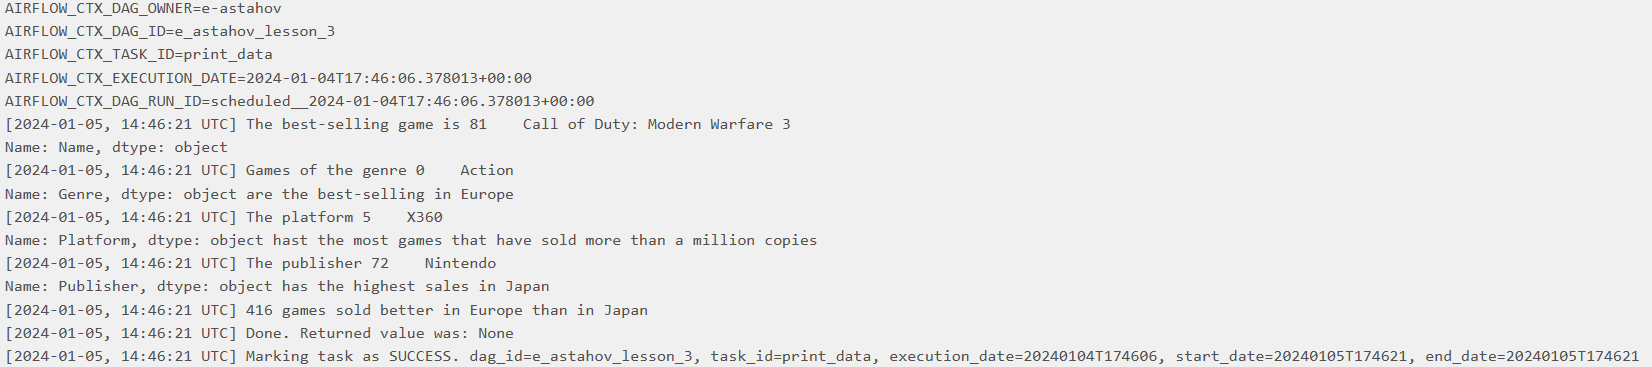 AIRFLOW_CTX_DAG_OWNER=e-astahov
AIRFLOW_CTX_DAG_ID=e_astahov_lesson_3
AIRFLOW_CTX_TASK_ID=print_data
AIRFLOW_CTX_EXECUTION_DATE=2024-01-04T17:46:06.378013+00:00
AIRFLOW_CTX_DAG_RUN_ID=scheduled__2024-01-04T17:46:06.378013+00:00
[2024-01-05, 14:46:21 UTC] The best-selling game is 81    Call of Duty: Modern Warfare 3
Name: Name, dtype: object
[2024-01-05, 14:46:21 UTC] Games of the genre 0    Action
Name: Genre, dtype: object are the best-selling in Europe
[2024-01-05, 14:46:21 UTC] The platform 5    X360
Name: Platform, dtype: object hast the most games that have sold more than a million copies
[2024-01-05, 14:46:21 UTC] The publisher 72    Nintendo
Name: Publisher, dtype: object has the highest sales in Japan
[2024-01-05, 14:46:21 UTC] 416 games sold better in Europe than in Japan
[2024-01-05, 14:46:21 UTC] Done. Returned value was: None
[2024-01-05, 14:46:21 UTC] Marking task as SUCCESS. dag_id=e_astahov_lesson_3, task_id=print_data, execution_date=20240104T174606, start_date=20240105T174621, end_date=20240105T174621